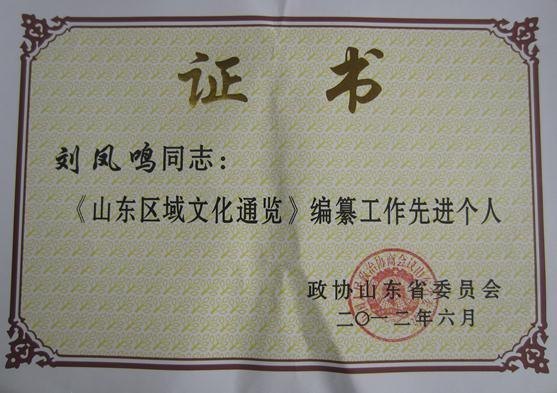 证书
刘凤鸣同志：
《山东区域文化通览》编纂工作先进个人
政协山东省委员会
二〇一二年六月